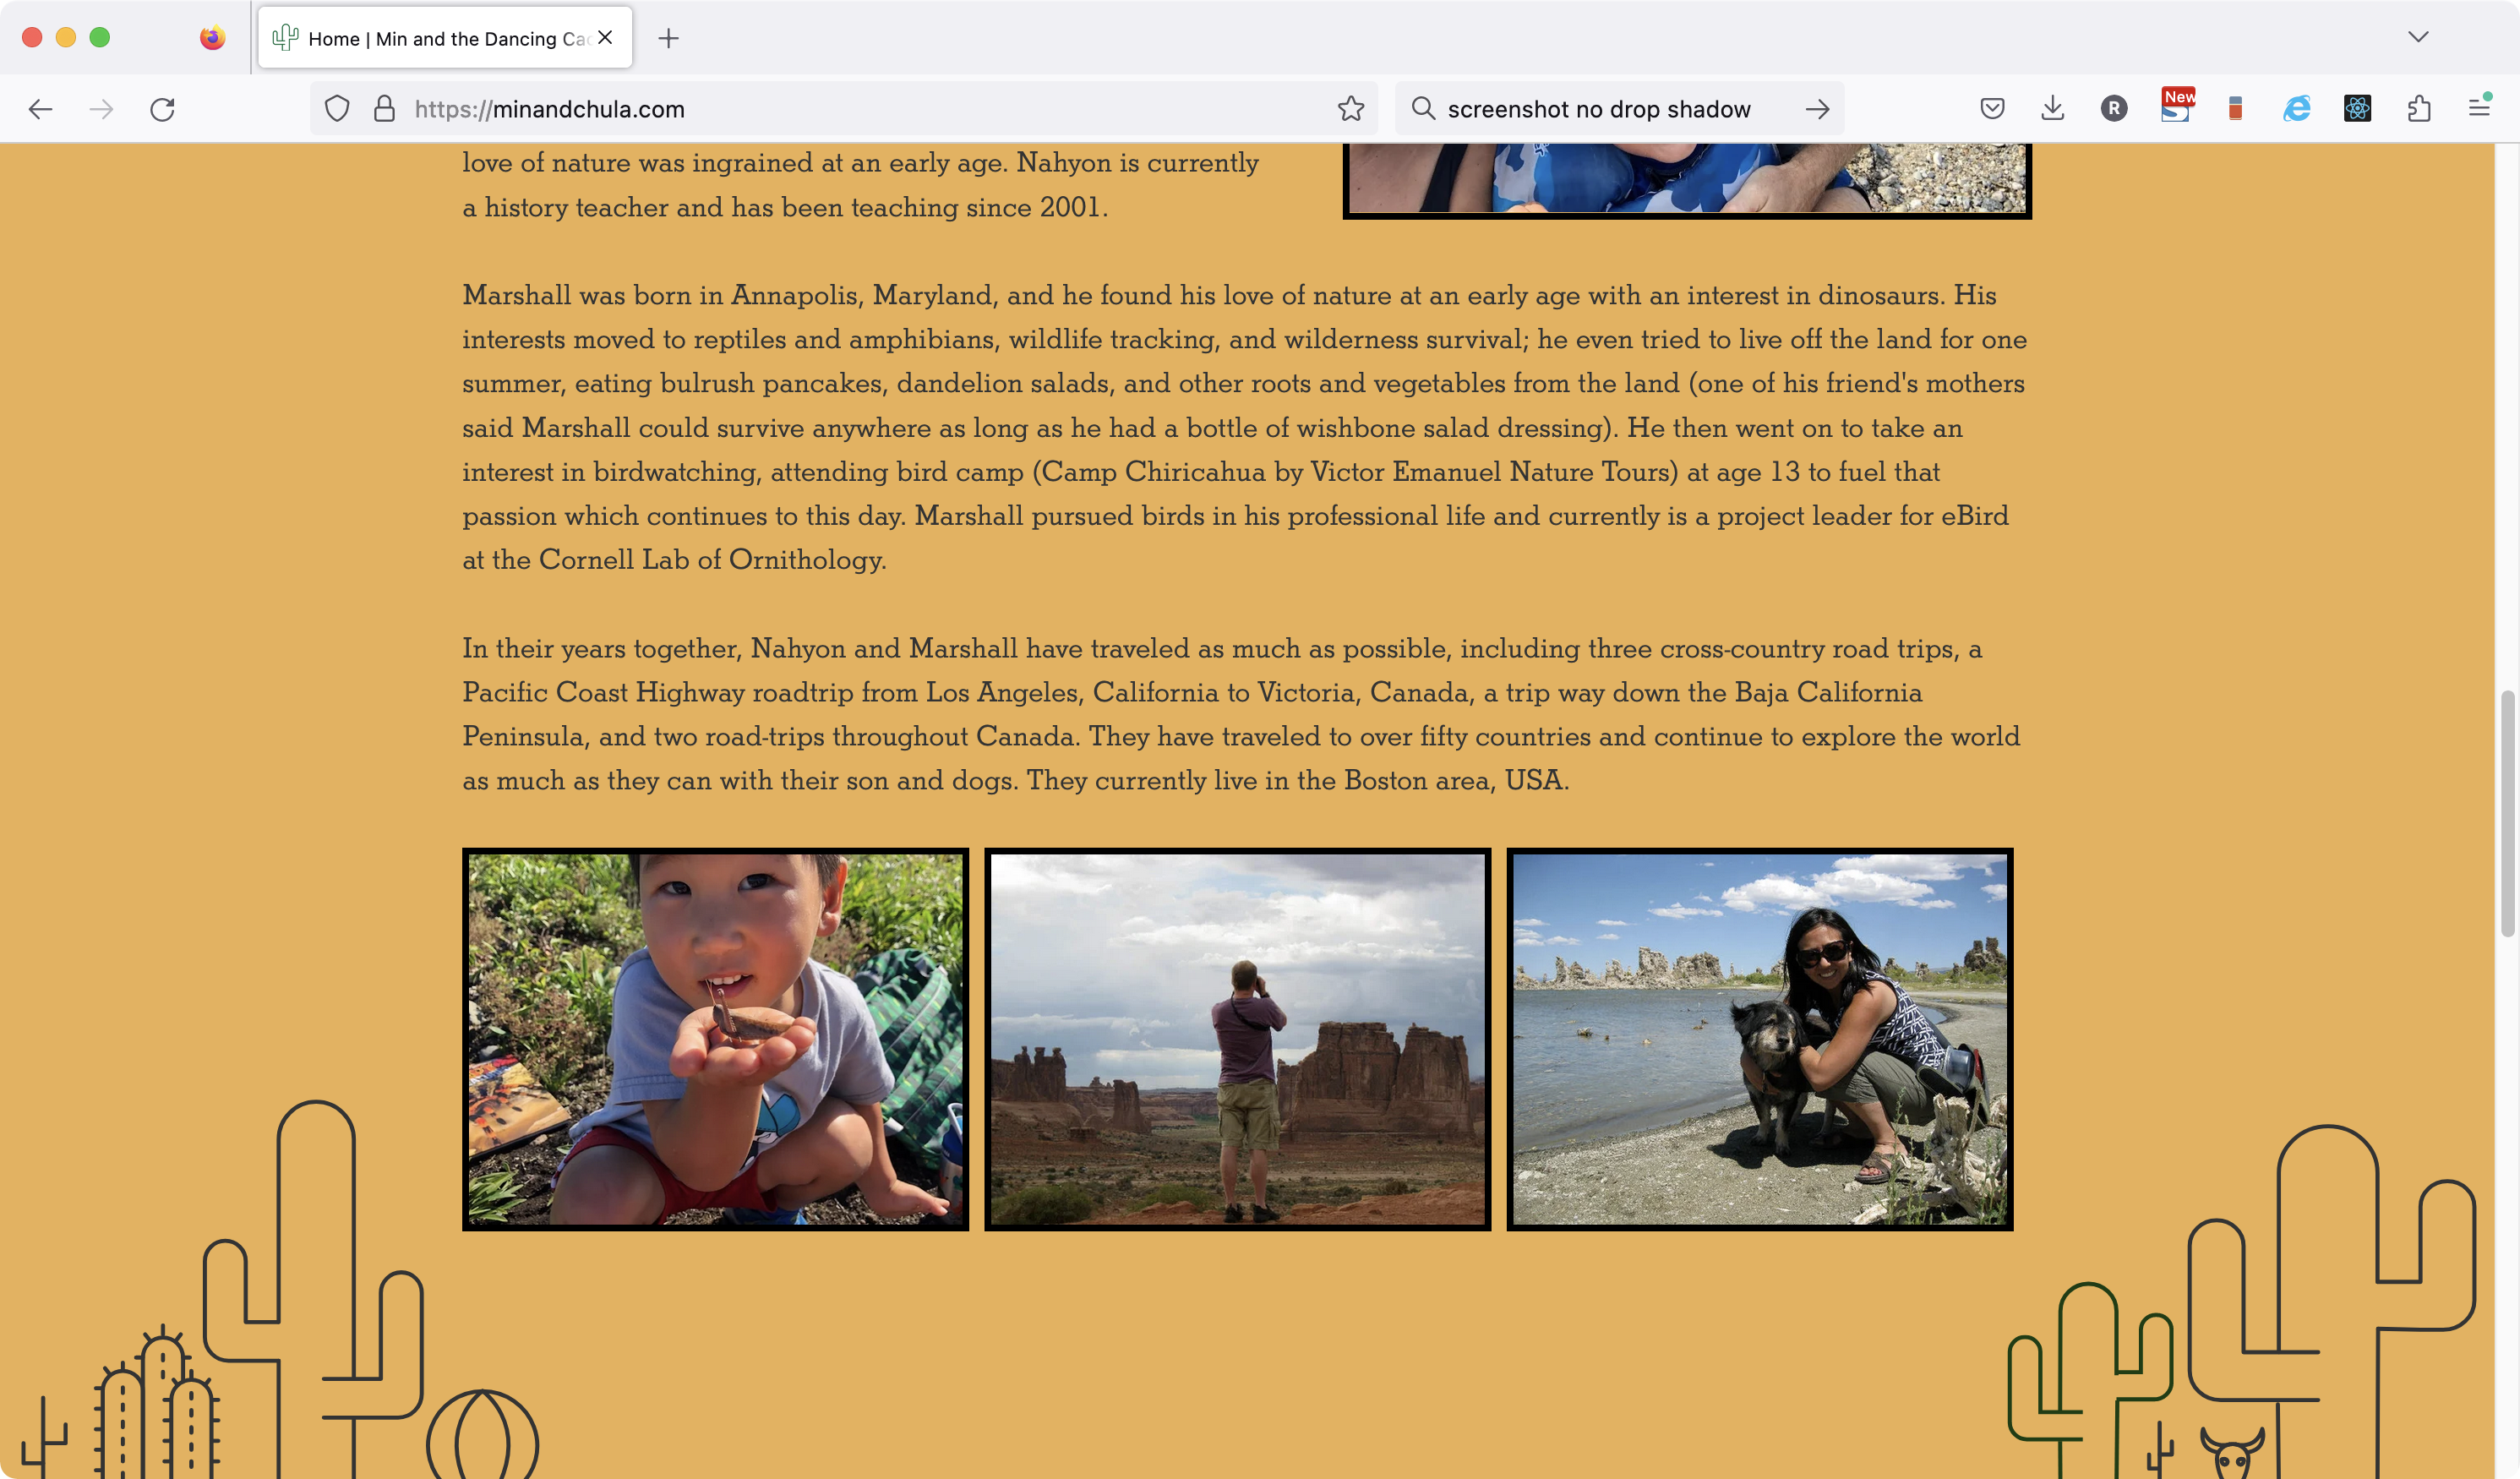 Home | Min and the Dancing Ca
https://minandchula.com
screenshot no drop shadow
R
New
love of nature was ingrained at an early age. Nahyon is currently
a history teacher and has been teaching since 2001.
Marshall was born in Annapolis, Maryland, and he found his love of nature at an early age with an interest in dinosaurs. His
interests moved to reptiles and amphibians, wildlife tracking, and wilderness survival; he even tried to live off the land for one
summer, eating bulrush pancakes, dandelion salads, and other roots and vegetables from the land (one of his friend's mothers
said Marshall could survive anywhere as long as he had a bottle of wishbone salad dressing). He then went on to take an
interest in birdwatching, attending bird camp (Camp Chiricahua by Victor Emanuel Nature Tours) at age 13 to fuel that
passion which continues to this day. Marshall pursued birds in his professional life and currently is a project leader for eBird
at the Cornell Lab of Ornithology.
In their years together, Nahyon and Marshall have traveled as much as possible, including three cross-country road trips, a
Pacific Coast Highway roadtrip from Los Angeles, California to Victoria, Canada, a trip way down the Baja California
Peninsula, and two road-trips throughout Canada. They have traveled to over fifty countries and continue to explore the world
as much as they can with their son and dogs. They currently live in the Boston area, USA.